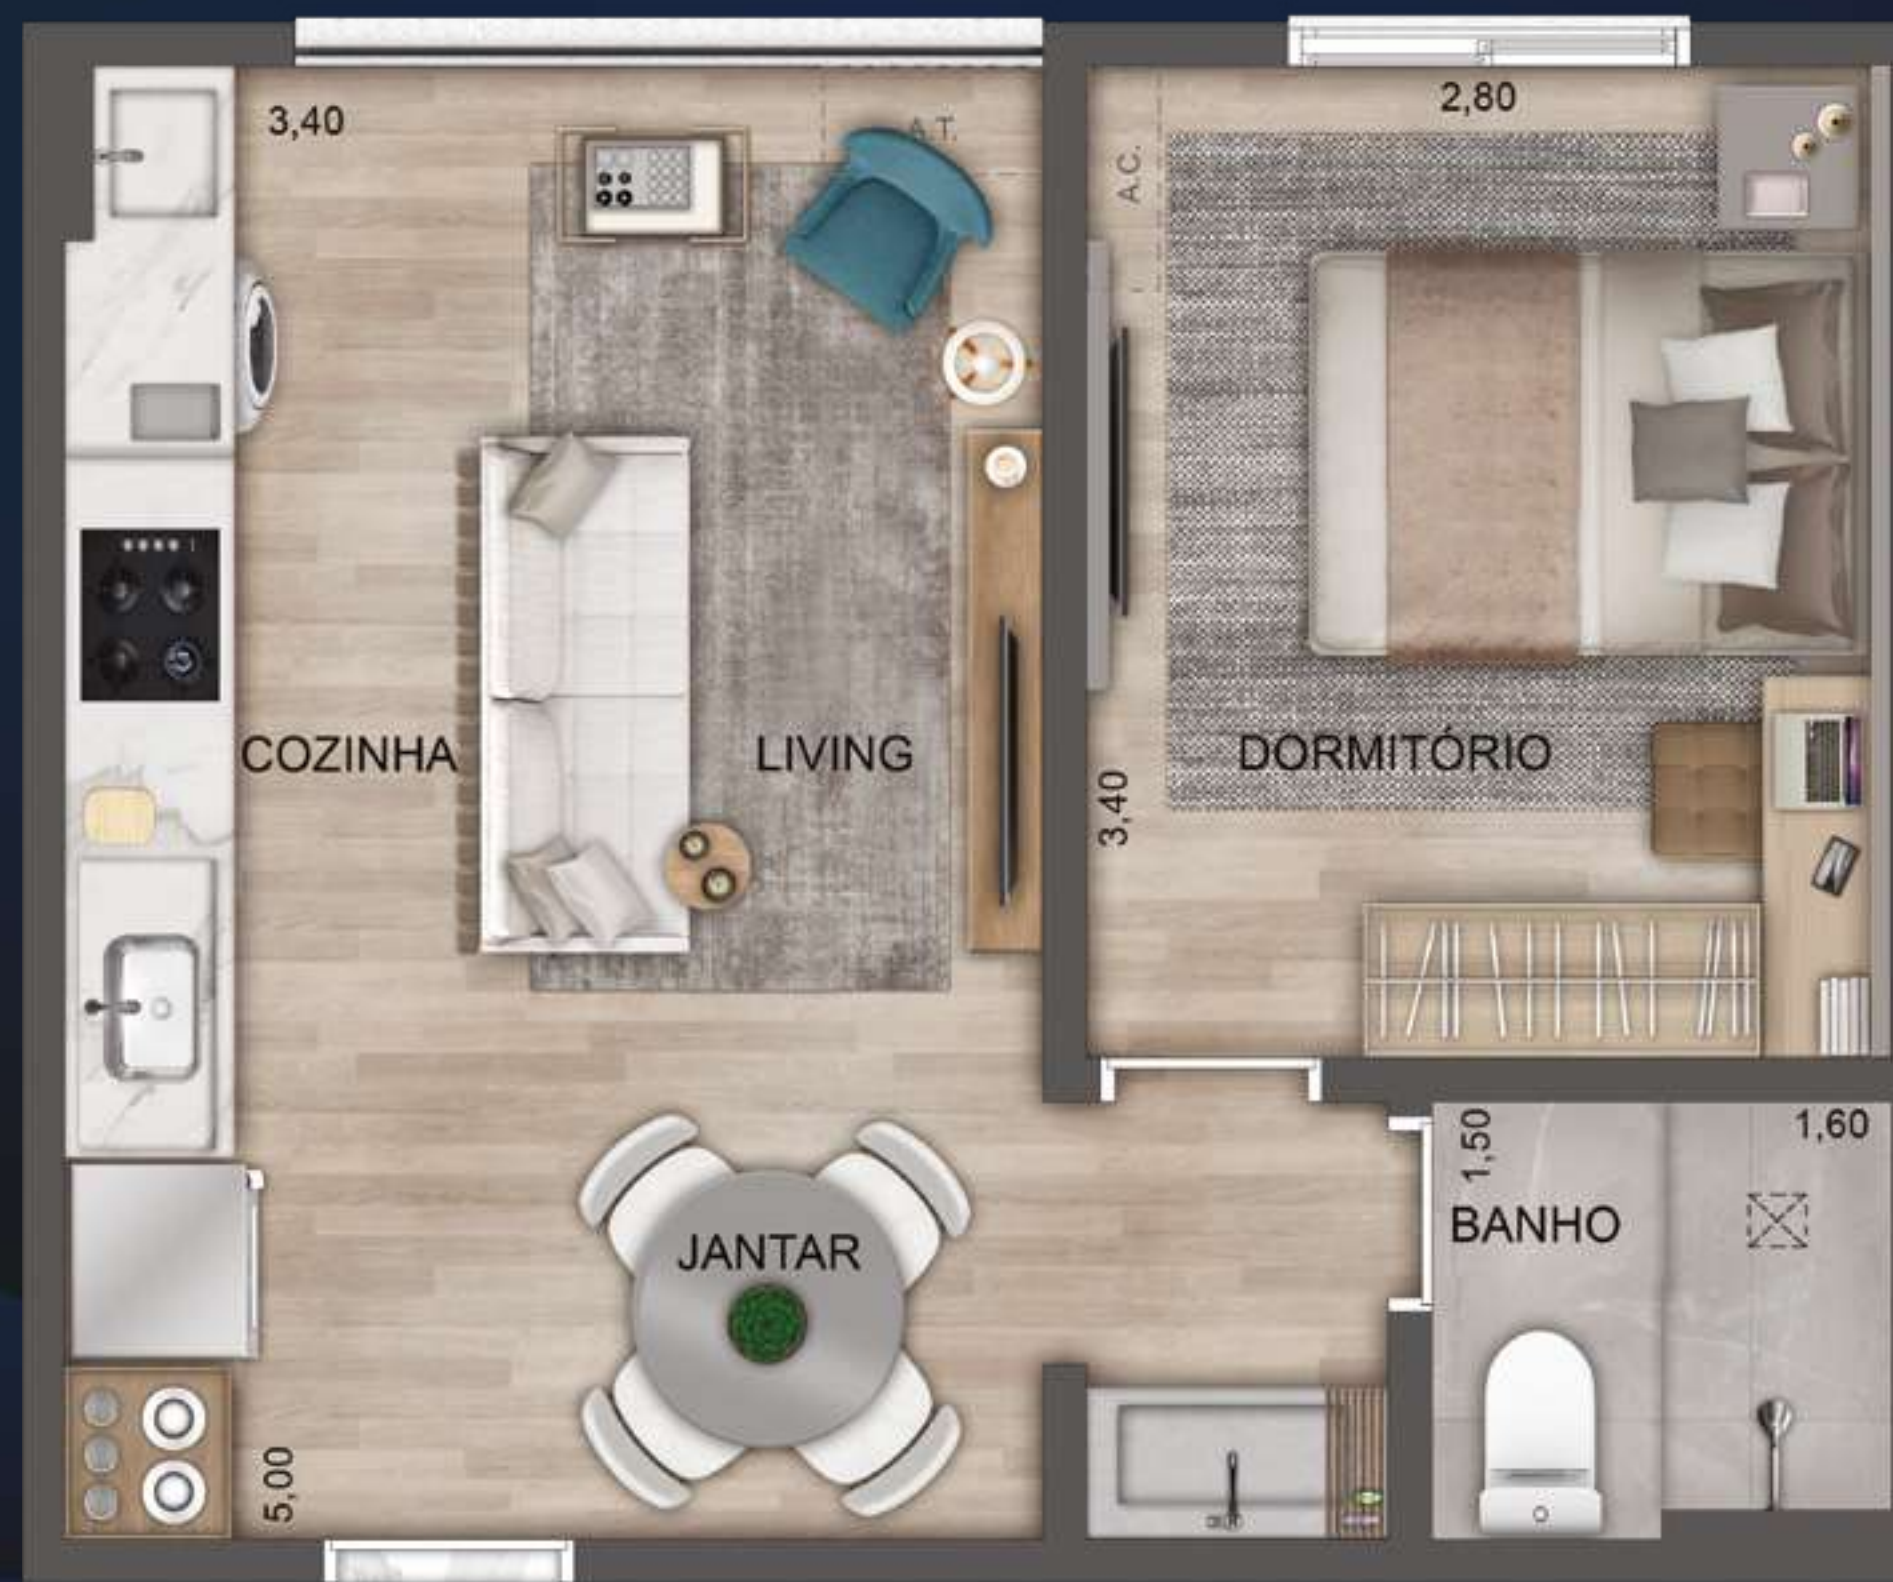 3,40
A.T.
2,80
A.C.
COZINHA
LIVING
DORMITÓRIO
3,40
1,50
1,60
BANHO
JANTAR
5,00